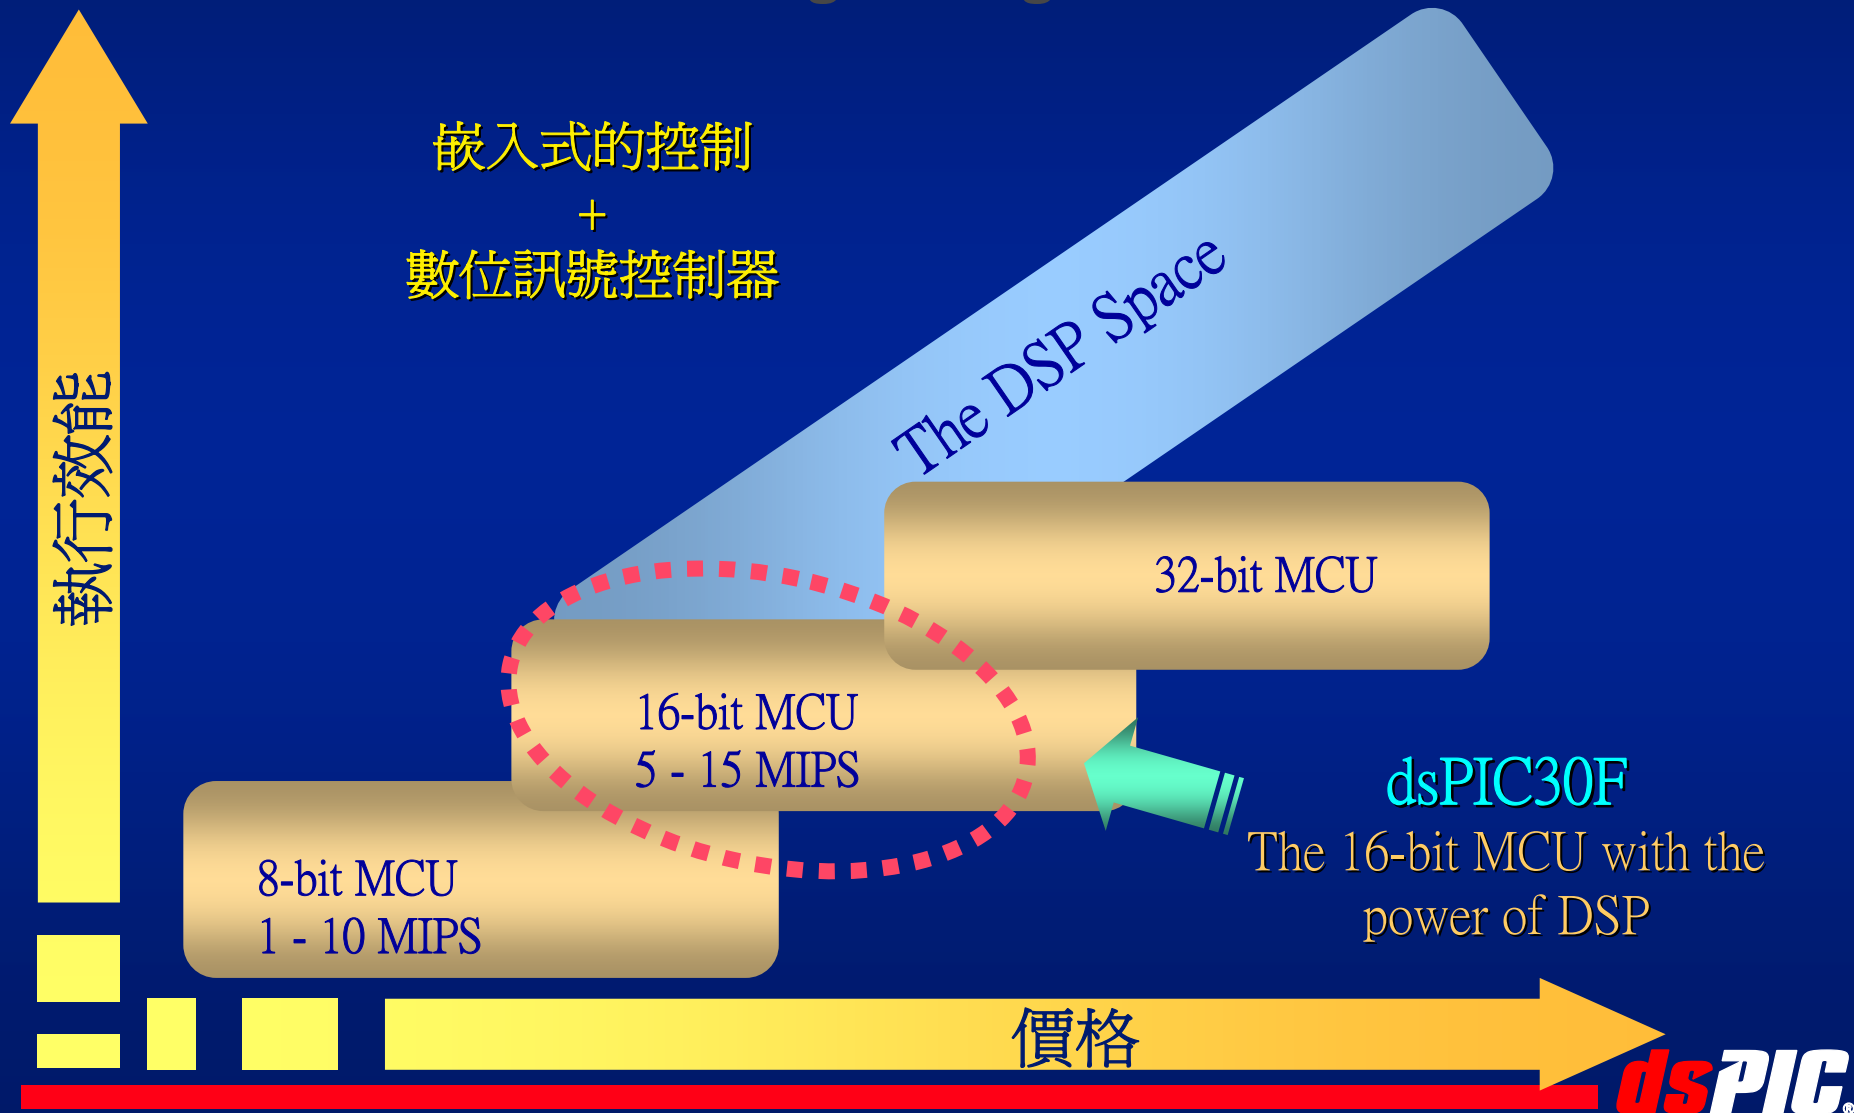 嵌入式的控制
+
數位訊號控制器
執行效能
The DSP Space
32-bit MCU
16-bit MCU
5 - 15 MIPS
8-bit MCU
1 - 10 MIPS
dsPIC30F
The 16-bit MCU with the
power of DSP
價格
dsPIC®